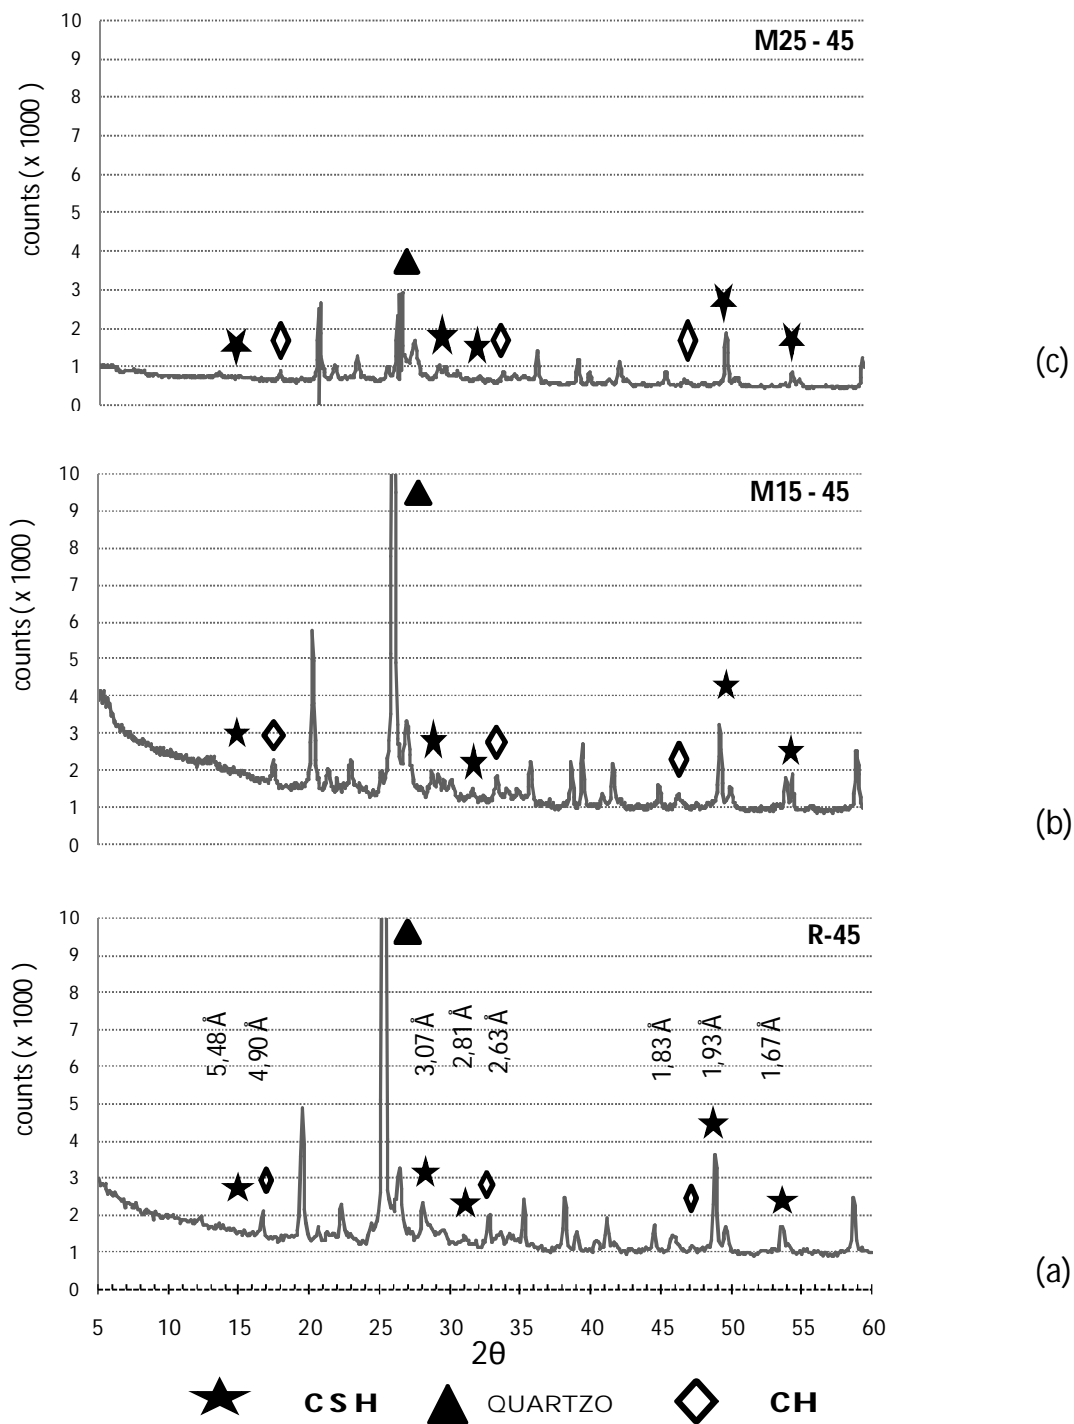 M25 - 45
counts ( x 1000 )
10
9
8
7
6
5
4
3
2
1
0
(c)
M15 - 45
counts ( x 1000)
10
9
8
7
6
5
4
3
2
1
0
(b)
R-45
counts ( x 1000 )
10
9
8
7
6
5
4
3
2
1
0
5,48 Å
4,90 Å
3,07 Å
2,81 Å
2,63 Å
1,83 Å
1,93 Å
1,67 Å
(a)
5 10 15 20 25 30 35 40 45 50 55 60
2θ
CSH QUARTZO CH